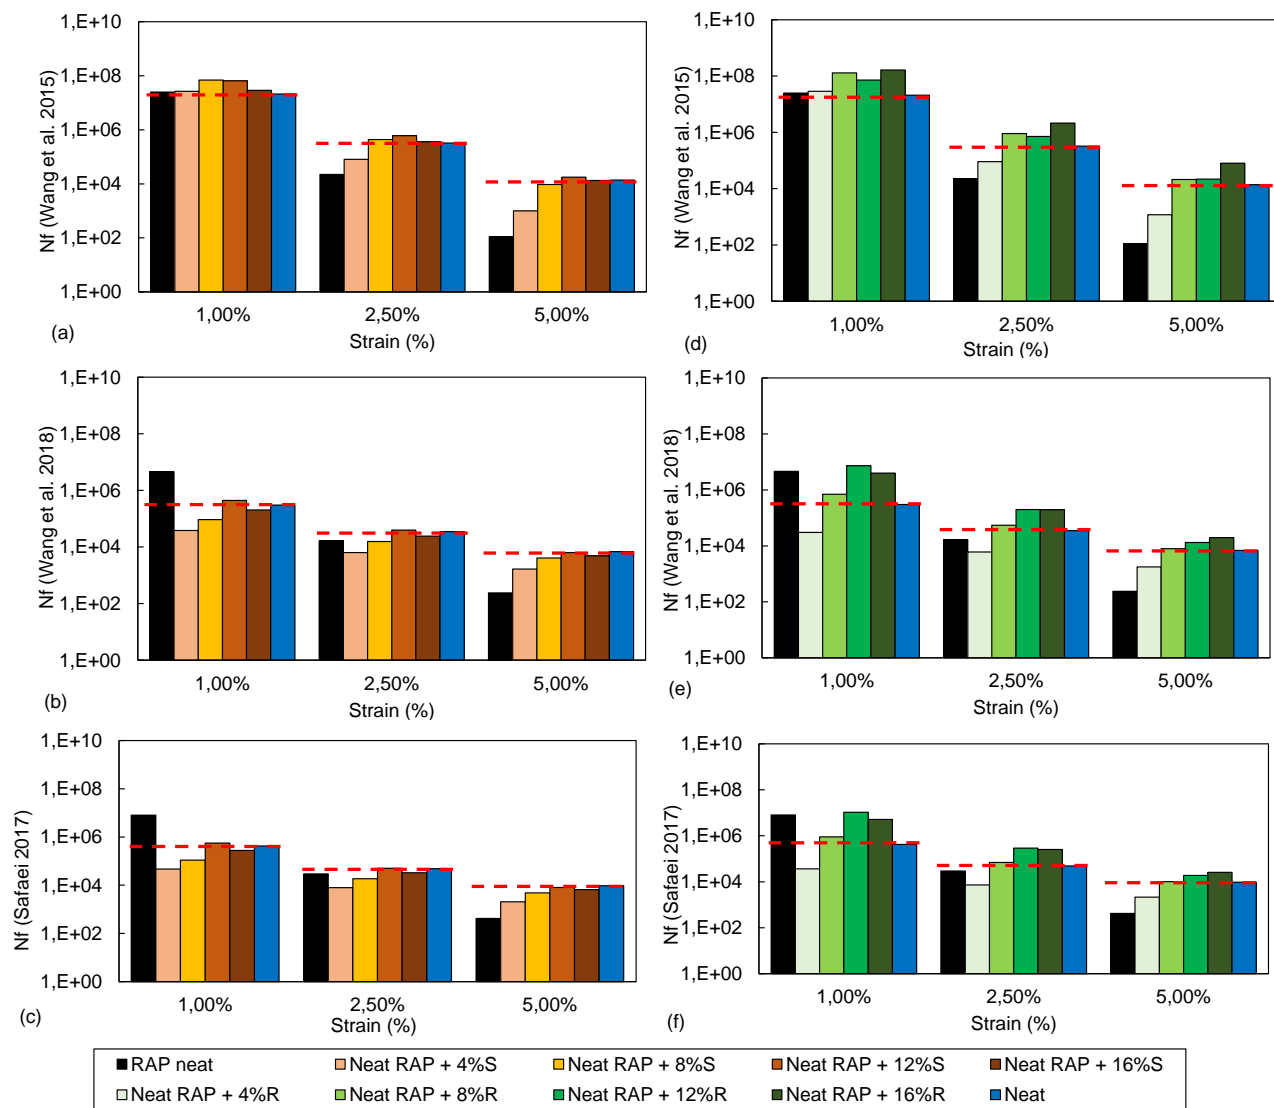 1,E+10
1,E+08
1,E+06
1,E+04
1,E+02
1,E+00
Nf (Wang et al. 2015)
1,00% 2,50% 5,00%
Strain (%)
(a)
1,E+10
1,E+08
1,E+06
1,E+04
1,E+02
1,E+00
Nf (Wang et al. 2015)
1,00% 2,50% 5,00%
Strain (%)
(d)
1,E+10
1,E+08
1,E+06
1,E+04
1,E+02
1,E+00
Nf (Wang et al. 2018)
1,00% 2,50% 5,00%
Strain (%)
(b)
1,E+10
1,E+08
1,E+06
1,E+04
1,E+02
1,E+00
Nf (Wang et al. 2018)
1,00% 2,50% 5,00%
Strain (%)
(e)
1,E+10
1,E+08
1,E+06
1,E+04
1,E+02
1,E+00
Nf (Safaei 2017)
1,00% 2,50% 5,00%
Strain (%)
(c)
1,E+10
1,E+08
1,E+06
1,E+04
1,E+02
1,E+00
Nf (Safaei 2017)
1,00% 2,50% 5,00%
Strain (%)
(f)
RAP neat Neat RAP + 4%S Neat RAP + 8%S Neat RAP + 12%S Neat RAP + 16%S
Neat RAP + 4%R Neat RAP + 8%R Neat RAP + 12%R Neat RAP + 16%R Neat